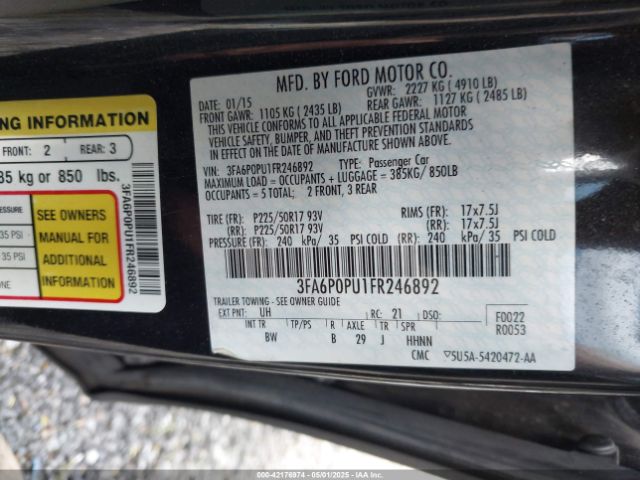 MFD. BY FORD MOTOR CO.
DATE: 01/15 GVWR: 2227 KG ( 4910 LB)
FRONT GAWR: 1105 KG ( 2435 LB) REAR GAWR: 1127 KG ( 2485 LB)
THIS VEHICLE CONFORMS TO ALL APPLICABLE FEDERAL MOTOR
VEHICLE SAFETY, BUMPER, AND THEFT PREVENTION STANDARDS
IN EFFECT ON THE DATE OF MANUFACTURE SHOWN ABOVE.
VIN: 3FA6P0PU1FR246892 TYPE: Passenger Car
MAXIMUM LOAD = OCCUPANTS + LUGGAGE = 385KG/ 850LB
OCCUPANTS = 5 TOTAL; 2 FRONT, 3 REAR
TIRE (FR): P225/50R17 93V RIMS (FR): 17x7.5J
(RR): P225/50R17 93V (RR): 17x7.5J
PRESSURE (FR): 240 kPa/ 35 PSI COLD (RR): 240 kPa/ 35 PSI COLD
3FA6P0PU1FR246892
TRAILER TOWING - SEE OWNER GUIDE
EXT PNT: UH RC: 21 DSO: F0022
R0053
INT TR TP/PS R AXLE TR SPR
BW B 29 J HHNN
CMC 5U5A-5420472-AA
NG INFORMATION
FRONT: 2 REAR: 3
85 kg or 850 lbs.
ESSURE
35 PSI
35 PSI
ONE
SEE OWNERS
MANUAL FOR
ADDITIONAL
INFORMATION
3FA6P0PU1FR246892
000-42176974 - 05/01/2025 - IAAI.COM